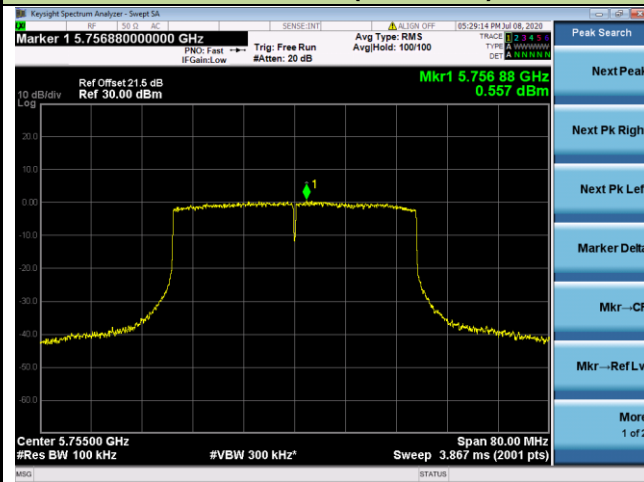 Keysight Spectrum Analyzer - Swept SA
RF 50 Ω AC SENSE:INT ALIGN OFF 05:29:14 PM Jul 08, 2020
Marker 1 5.756880000000 GHz
PNO: Fast
IFGain:Low
Trig: Free Run
#Atten: 20 dB
Avg Type: RMS
Avg|Hold: 100/100
TRACE 1 2 3 4 5 6
TYPE A WWWWW
DET A N N N N N
Peak Search
Mkr1 5.756 88 GHz
0.557 dBm
Ref Offset 21.5 dB
10 dB/div Ref 30.00 dBm
Log
20.0
10.0
0.00
-10.0
-20.0
-30.0
-40.0
-50.0
-60.0
1
Center 5.75500 GHz Span 80.00 MHz
#Res BW 100 kHz #VBW 300 kHz* Sweep 3.867 ms (2001 pts)
MSG STATUS
Next Peak
Next Pk Right
Next Pk Left
Marker Delta
Mkr→CF
Mkr→Ref Lv
More
1 of 2